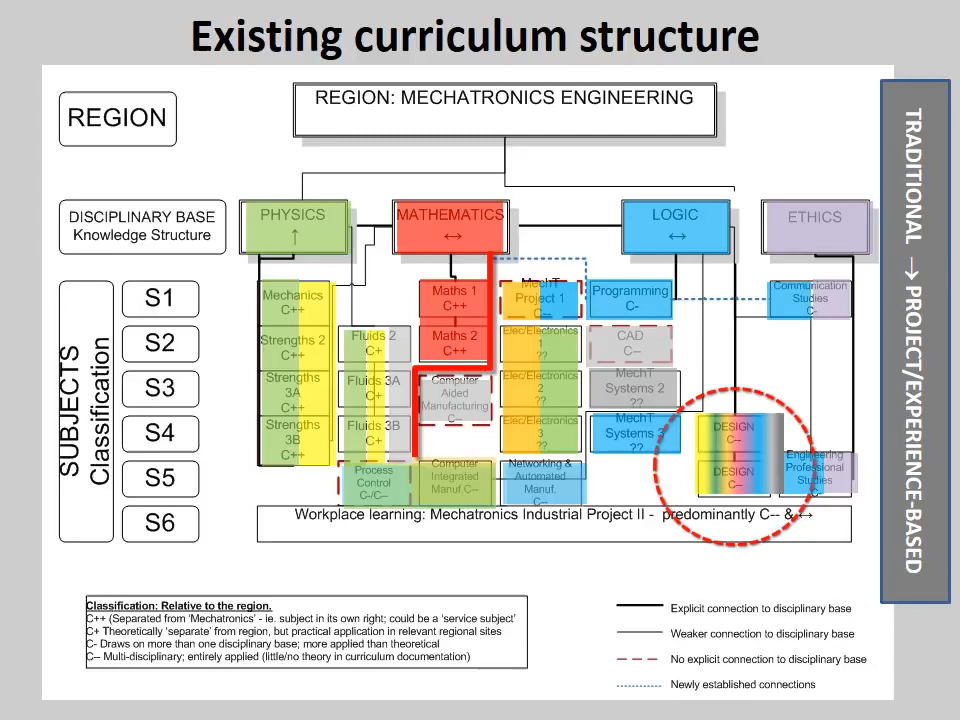 Existing curriculum structure
REGION
REGION: MECHATRONICS ENGINEERING
DISCIPLINARY BASE
Knowledge Structure
PHYSICS
↑
MATHEMATICS
↔
LOGIC
↔
ETHICS
SUBJECTS
Classification
S1
S2
S3
S4
S5
S6
Mechanics
C++
Strengths 2
C++
Strengths
3A
C++
Strengths
3B
C++
Fluids 2
C+
Fluids 3A
C+
Fluids 3B
C+
Process
Control
C-/C--
Maths 1
C++
Maths 2
C++
Computer
Aided
Manufacturing
C--
Computer
Integrated
Manuf.C--
MechT
Project 1
C--
Elec/Electronics
1
??
Elec/Electronics
2
??
Elec/Electronics
3
??
Networking &
Automated
Manuf.
C--
Programming
C-
CAD
C--
MechT
Systems 2
??
MechT
Systems 3
??
DESIGN
C--
DESIGN
C--
Communication
Studies
C-
Engineering
Professional
Studies
C-
Workplace learning: Mechatronics Industrial Project II - predominantly C-- & ↔
TRADITIONAL → PROJECT/EXPERIENCE-BASED
Classification: Relative to the region.
C++ (Separated from 'Mechatronics' - ie. subject in its own right; could be a 'service subject'
C+ Theoretically 'separate' from region, but practical application in relevant regional sites
C- Draws on more than one disciplinary base; more applied than theoretical
C-- Multi-disciplinary; entirely applied (little/no theory in curriculum documentation)
Explicit connection to disciplinary base
Weaker connection to disciplinary base
No explicit connection to disciplinary base
Newly established connections